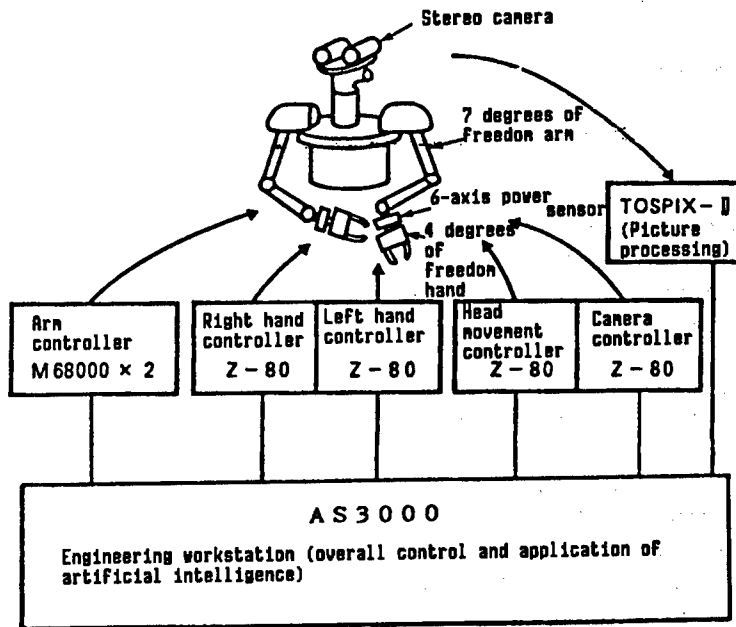 Stereo camera
7 degrees of
freedom arm
6-axis power
sensor
4 degrees
of
freedom
hand
TOSPIX-II
(Picture
processing)
Arm
controller
M68000 × 2
Right hand
controller
Z-80
Left hand
controller
Z-80
Head
movement
controller
Z-80
Camera
controller
Z-80
AS3000
Engineering workstation (overall control and application of
artificial intelligence)